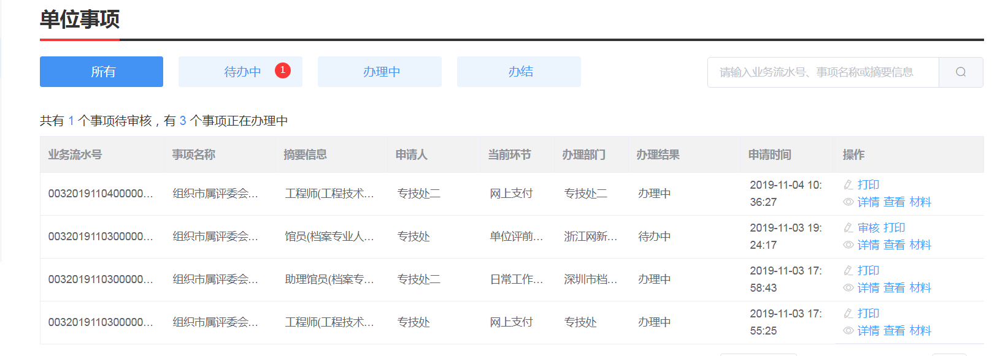 单位事项
所有 待办中 1 办理中 办结 请输入业务流水号、事项名称或摘要信息
共有 1 个事项待审核，有 3 个事项正在办理中
业务流水号 事项名称 摘要信息 申请人 当前环节 办理部门 办理结果 申请时间 操作
0032019110400000... 组织市属评委会... 工程师(工程技术... 专技处二 网上支付 专技处二 办理中 2019-11-04 10:36:27 打印
详情 查看 材料
0032019110300000... 组织市属评委会... 馆员(档案专业人... 专技处 单位评前... 浙江网新... 待办中 2019-11-03 19:24:17 审核 打印
详情 查看 材料
0032019110300000... 组织市属评委会... 助理馆员(档案专... 专技处二 日常工作... 深圳市档... 办理中 2019-11-03 17:58:43 打印
详情 查看 材料
0032019110300000... 组织市属评委会... 工程师(工程技术... 专技处 网上支付 专技处 办理中 2019-11-03 17:55:25 打印
详情 查看 材料